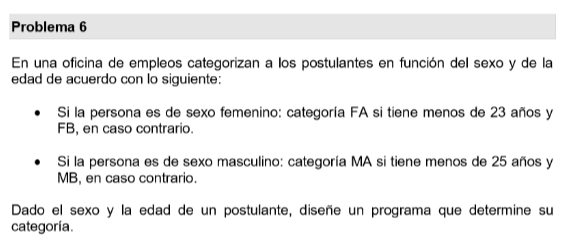 Problema 6
En una oficina de empleos categorizan a los postulantes en función del sexo y de la
edad de acuerdo con lo siguiente:
• Si la persona es de sexo femenino: categoría FA si tiene menos de 23 años y
FB, en caso contrario.
• Si la persona es de sexo masculino: categoría MA si tiene menos de 25 años y
MB, en caso contrario.
Dado el sexo y la edad de un postulante, diseñe un programa que determine su
categoría.